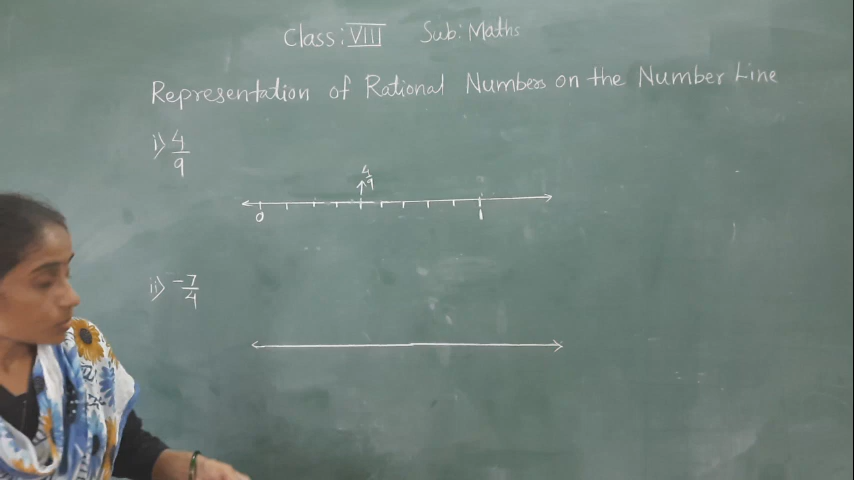 Class: VIII Sub: Maths
Representation of Rational Numbers on the Number Line
i) 4/9
4/9
0 1
ii) -7/4